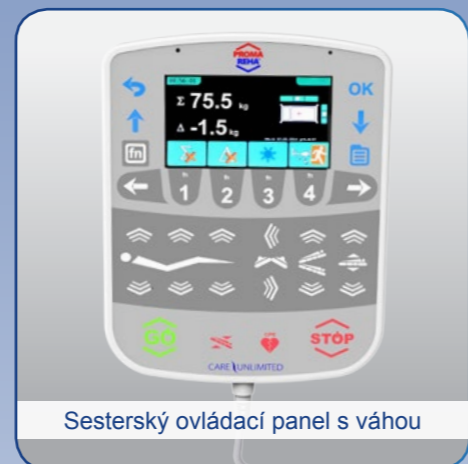 PROMA
REHA
Σ 75.5 kg
Δ -1.5 kg
OK
fn
1 2 3 4
GO
STOP
CARE UNLIMITED
Sesterský ovládací panel s váhou